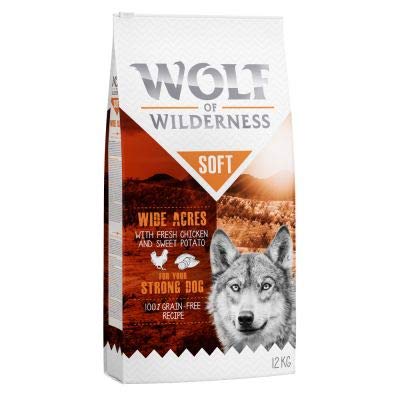 WOLF
OF
WILDERNESS
SOFT
WIDE ACRES
WITH FRESH CHICKEN
AND SWEET POTATO
FOR YOUR
STRONG DOG
100% GRAIN-FREE
RECIPE
12 KG